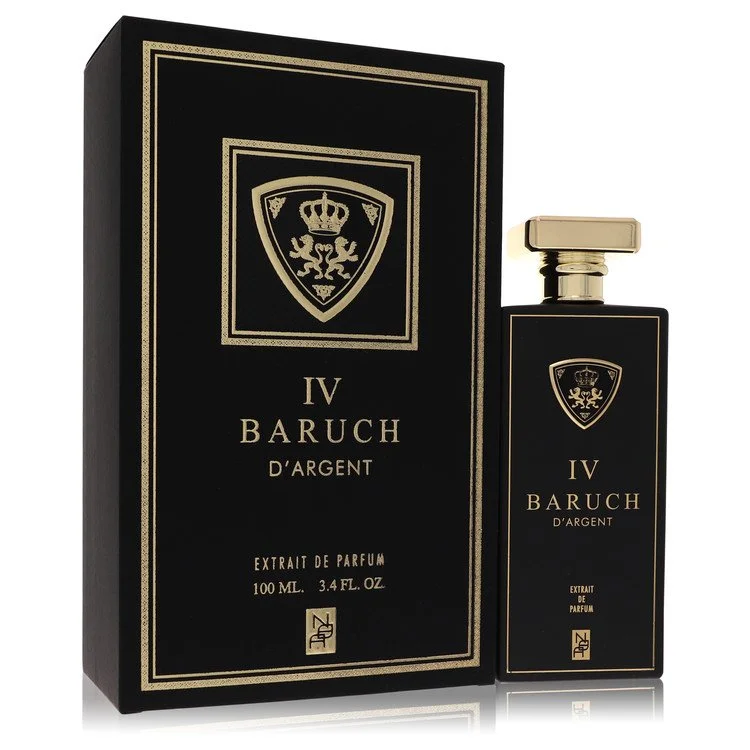 IV
BARUCH
D'ARGENT
EXTRAIT DE PARFUM
100 ML. 3.4 FL. OZ.
IV
BARUCH
D'ARGENT
EXTRAIT
DE
PARFUM